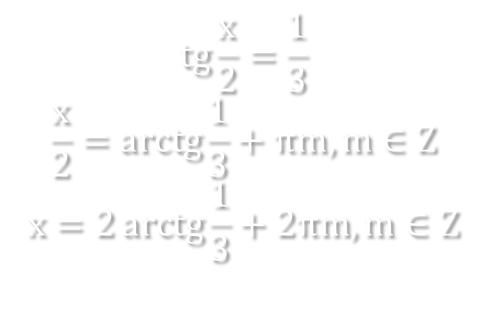 tg x/2 = 1/3
x/2 = arctg 1/3 + πm, m ∈ Z
x = 2 arctg 1/3 + 2πm, m ∈ Z